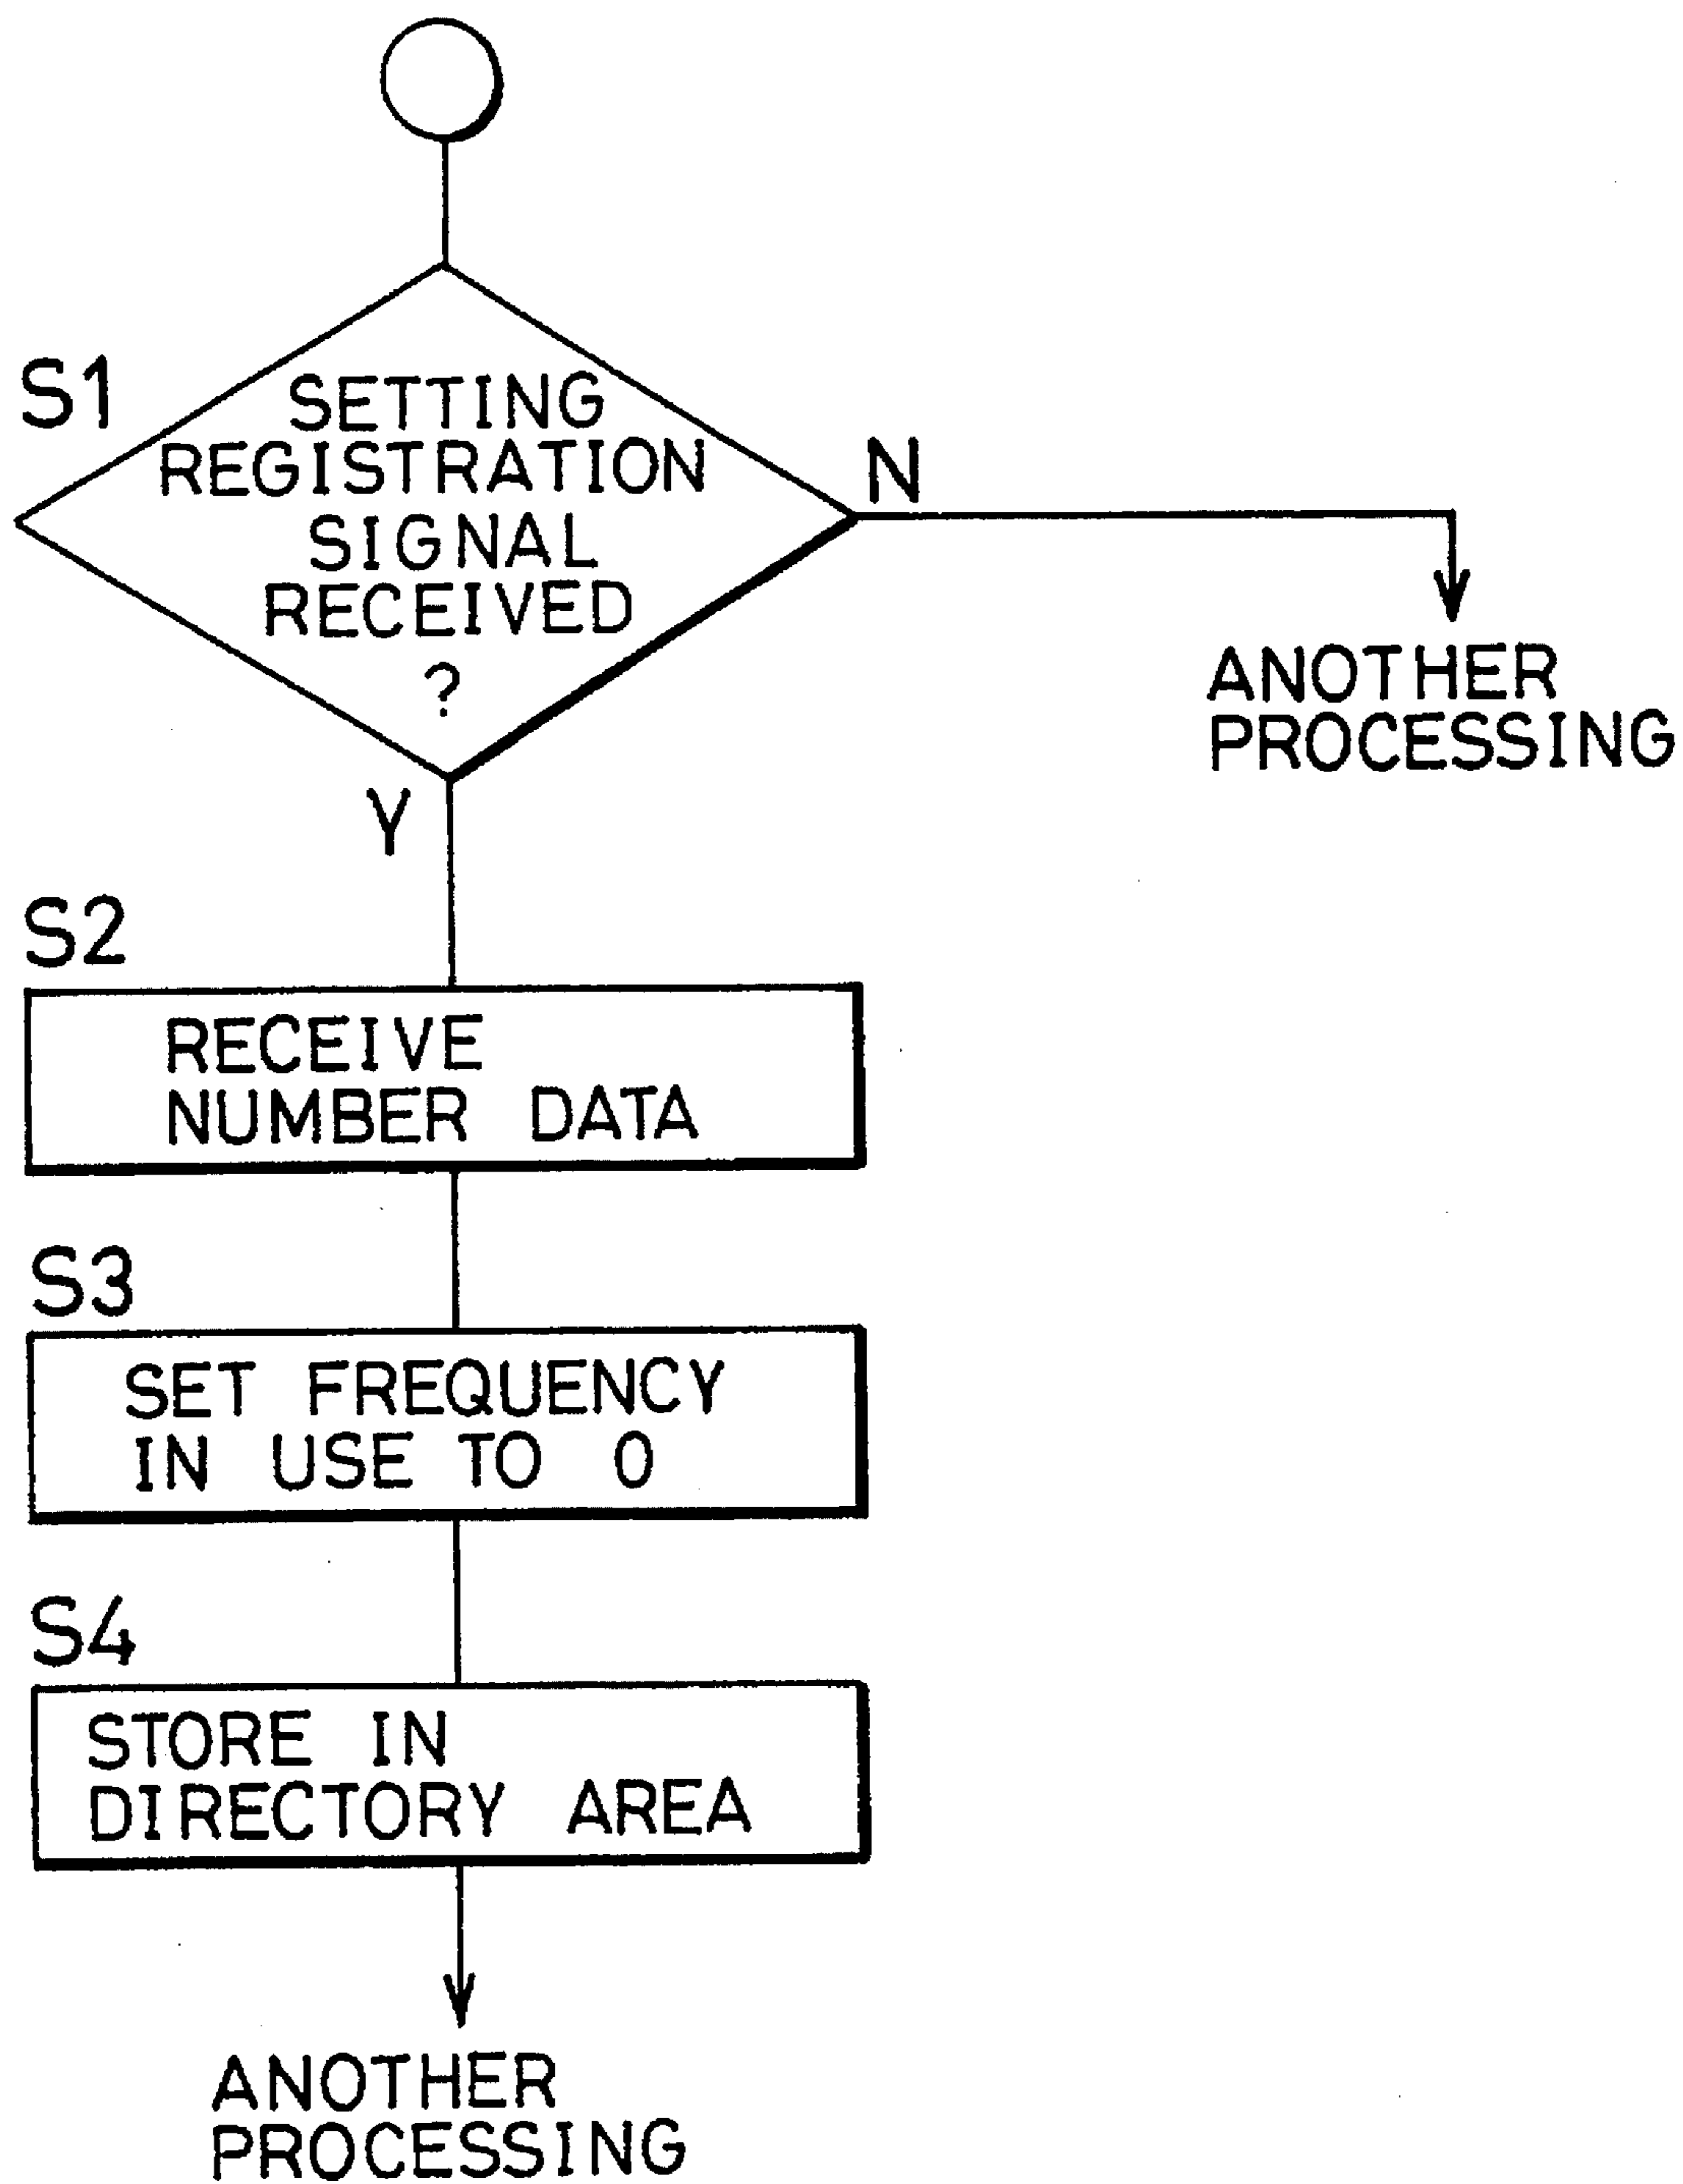 S1
SETTING
REGISTRATION
SIGNAL
RECEIVED
?
N
ANOTHER
PROCESSING
Y
S2
RECEIVE
NUMBER DATA
S3
SET FREQUENCY
IN USE TO 0
S4
STORE IN
DIRECTORY AREA
ANOTHER
PROCESSING